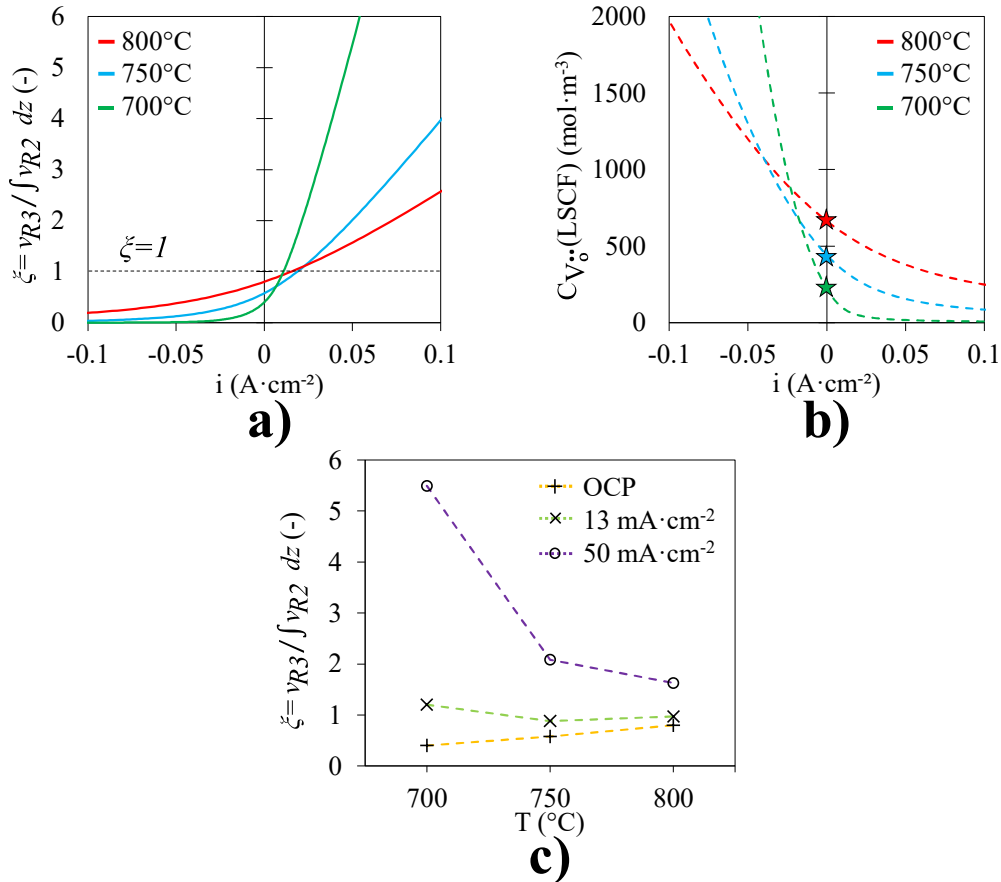 6
5
4
3
2
1
0
ξ= vR3 / ∫ vR2 dz (-)
800°C
750°C
700°C
ξ=1
-0.1 -0.05 0 0.05 0.1
i (A·cm⁻²)
a)
2000
1500
1000
500
0
CVo••(LSCF) (mol·m⁻³)
800°C
750°C
700°C
-0.1 -0.05 0 0.05 0.1
i (A·cm⁻²)
b)
6
5
4
3
2
1
0
ξ= vR3 / ∫ vR2 dz (-)
OCP
13 mA·cm⁻²
50 mA·cm⁻²
700 750 800
T (°C)
c)